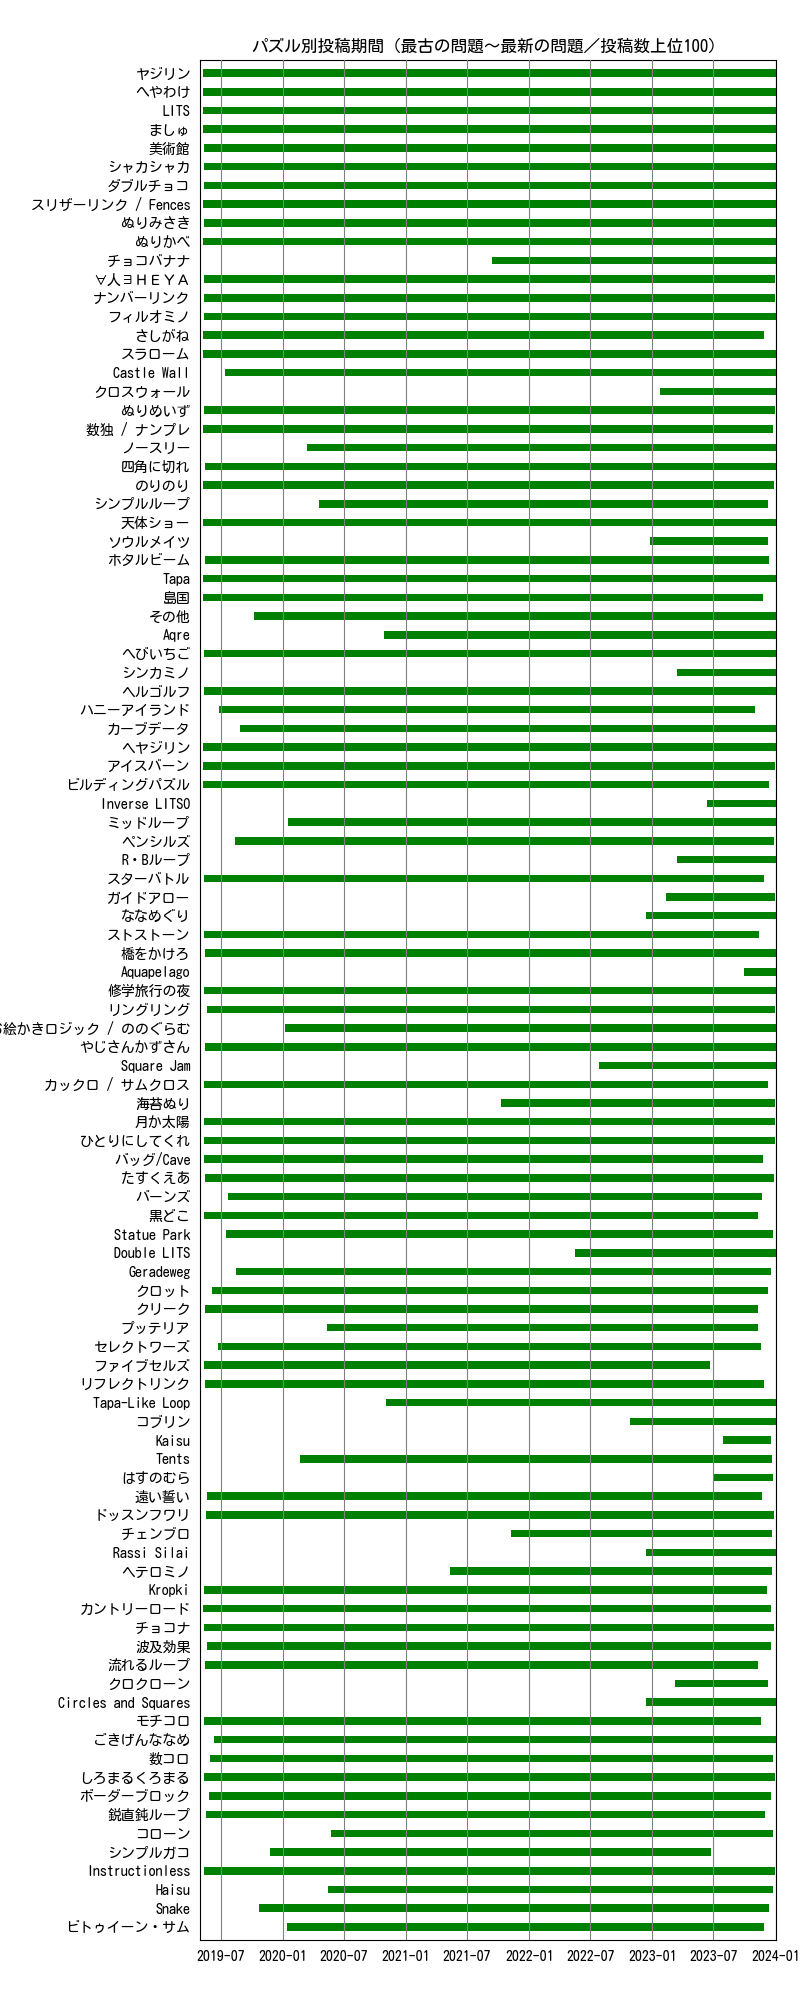 パズル別投稿期間（最古の問題～最新の問題／投稿数上位100）
ヤジリン
へやわけ
LITS
ましゅ
美術館
シャカシャカ
ダブルチョコ
スリザーリンク / Fences
ぬりみさき
ぬりかべ
チョコバナナ
∀人∃ＨＥＹＡ
ナンバーリンク
フィルオミノ
さしがね
スラローム
Castle Wall
クロスウォール
ぬりめいず
数独 / ナンプレ
ノースリー
四角に切れ
のりのり
シンプルループ
天体ショー
ソウルメイツ
ホタルビーム
Tapa
島国
その他
Aqre
へびいちご
シンカミノ
ヘルゴルフ
ハニーアイランド
カーブデータ
ヘヤジリン
アイスバーン
ビルディングパズル
Inverse LITSO
ミッドループ
ペンシルズ
R・Bループ
スターバトル
ガイドアロー
ななめぐり
ストストーン
橋をかけろ
Aquapelago
修学旅行の夜
リングリング
絵かきロジック / ののぐらむ
やじさんかずさん
Square Jam
カックロ / サムクロス
海苔ぬり
月か太陽
ひとりにしてくれ
バッグ/Cave
たすくえあ
バーンズ
黒どこ
Statue Park
Double LITS
Geradeweg
クロット
クリーク
プッテリア
セレクトワーズ
ファイブセルズ
リフレクトリンク
Tapa-Like Loop
コブリン
Kaisu
Tents
はすのむら
遠い誓い
ドッスンフワリ
チェンブロ
Rassi Silai
ヘテロミノ
Kropki
カントリーロード
チョコナ
波及効果
流れるループ
クロクローン
Circles and Squares
モチコロ
ごきげんななめ
数コロ
しろまるくろまる
ボーダーブロック
鋭直鈍ループ
コローン
シンプルガコ
Instructionless
Haisu
Snake
ビトゥイーン・サム
2019-07 2020-01 2020-07 2021-01 2021-07 2022-01 2022-07 2023-01 2023-07 2024-01